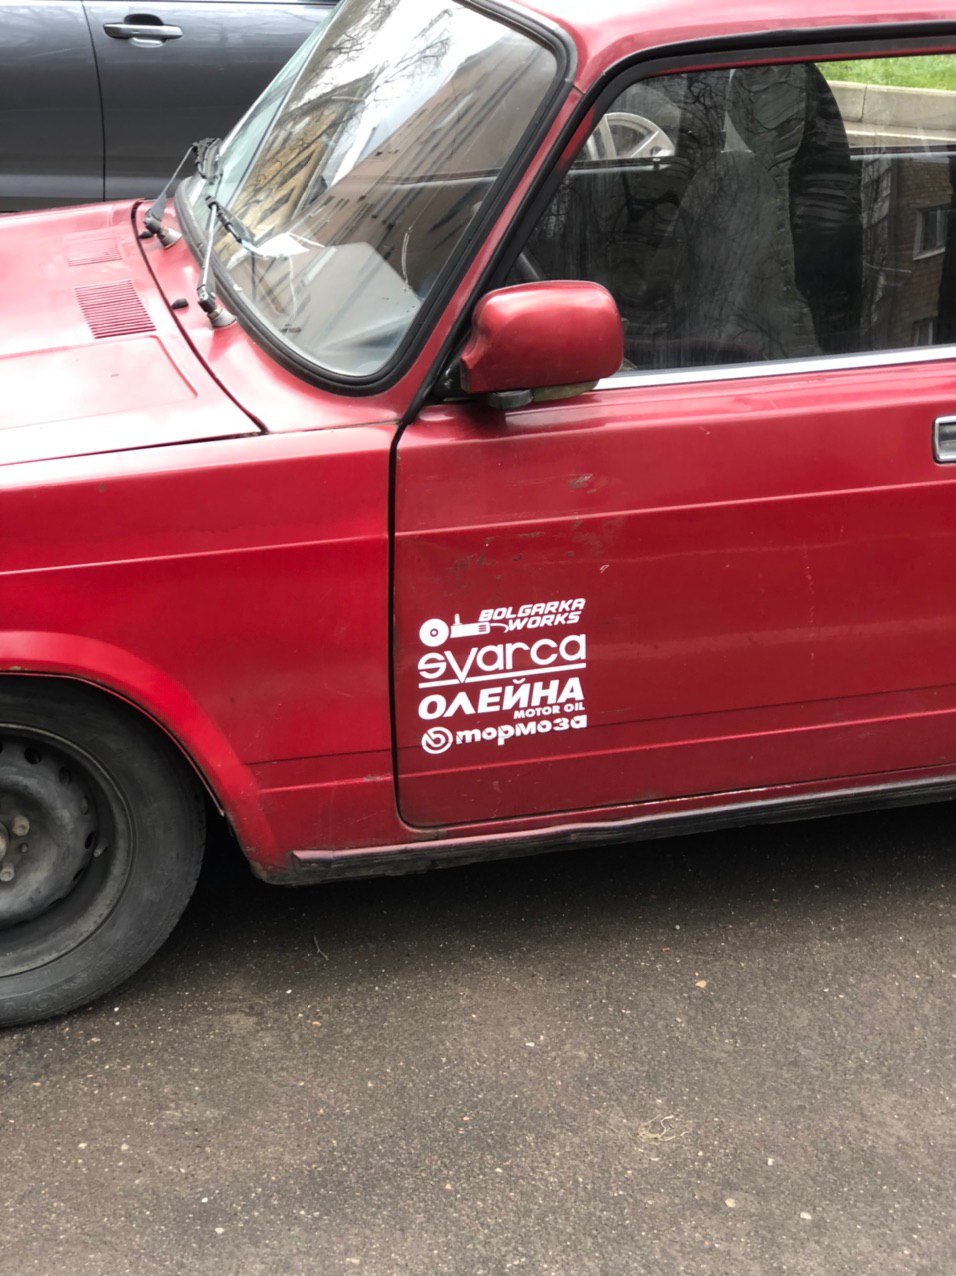 BOLGARKA
WORKS
svarca
ОЛЕЙНА
MOTOR OIL
тормоза